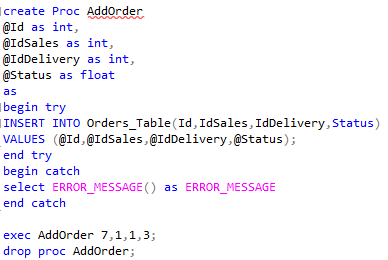 create Proc AddOrder
@Id as int,
@IdSales as int,
@IdDelivery as int,
@Status as float
as
begin try
INSERT INTO Orders_Table(Id,IdSales,IdDelivery,Status)
VALUES (@Id,@IdSales,@IdDelivery,@Status);
end try
begin catch
select ERROR_MESSAGE() as ERROR_MESSAGE
end catch
exec AddOrder 7,1,1,3;
drop proc AddOrder;